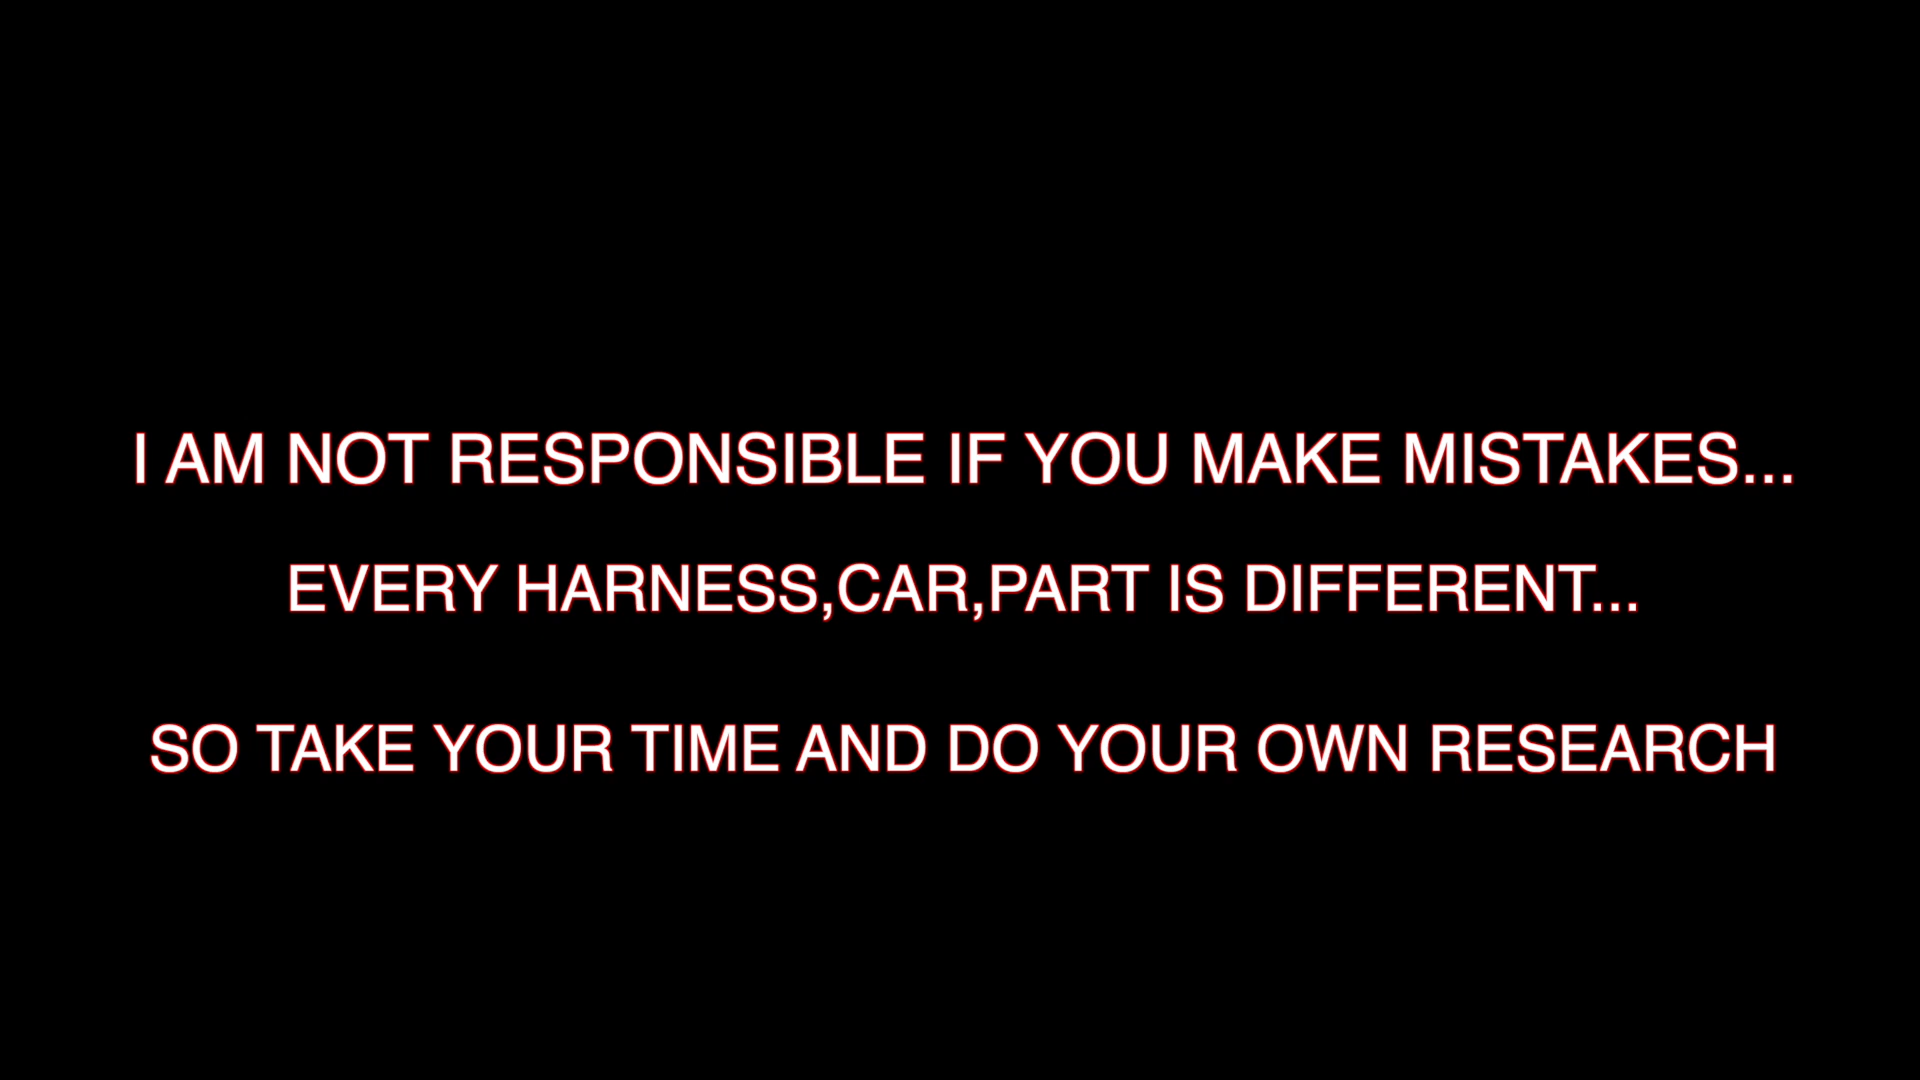 I AM NOT RESPONSIBLE IF YOU MAKE MISTAKES...
EVERY HARNESS,CAR,PART IS DIFFERENT...
SO TAKE YOUR TIME AND DO YOUR OWN RESEARCH